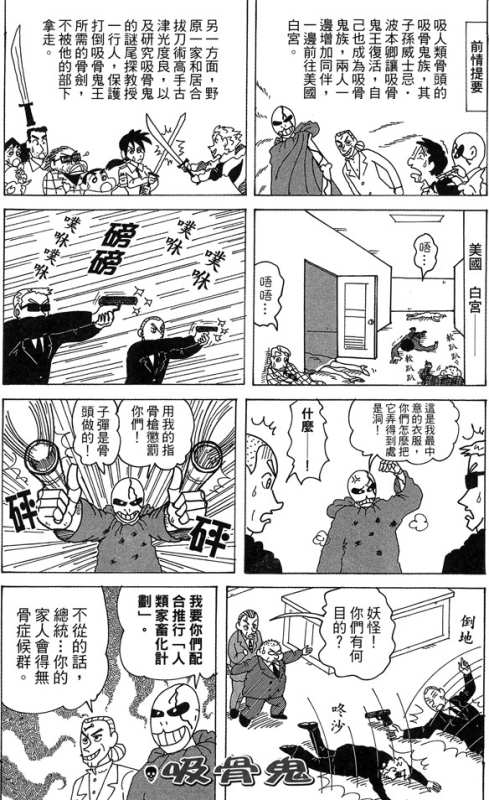 前情提要
吸人類骨頭的
吸骨鬼族，其
子孫威士忌·
波本卿讓吸骨
鬼王復活，自
己也成為吸骨
鬼族，兩人一
邊增加同伴，
一邊前往美國
白宮。
另一方面，野
原一家和居合
拔刀術高手古
津光度良，以
及研究吸骨鬼
的謎尾探教授
一行人，保護
所需的骨劍，
打倒吸骨鬼王
不被他的部下
拿走。
美國 白宮——
唔…
唔唔…
軟趴趴。
軟趴趴
磅
磅
噗咻
噗咻
噗咻
噗咻
這是我最中
意的衣服，
你們怎麼把
它弄得到處
是洞！
什麼！
用我的指
骨槍懲罰
你們！
子彈是骨
頭做的！
砰
砰
倒地
咚沙
妖怪！
你們有何
目的？
我要你們配
合推行「人
類家畜化計
劃」。
不從的話，
總統…你的
家人會得無
骨症候群。
吸骨鬼